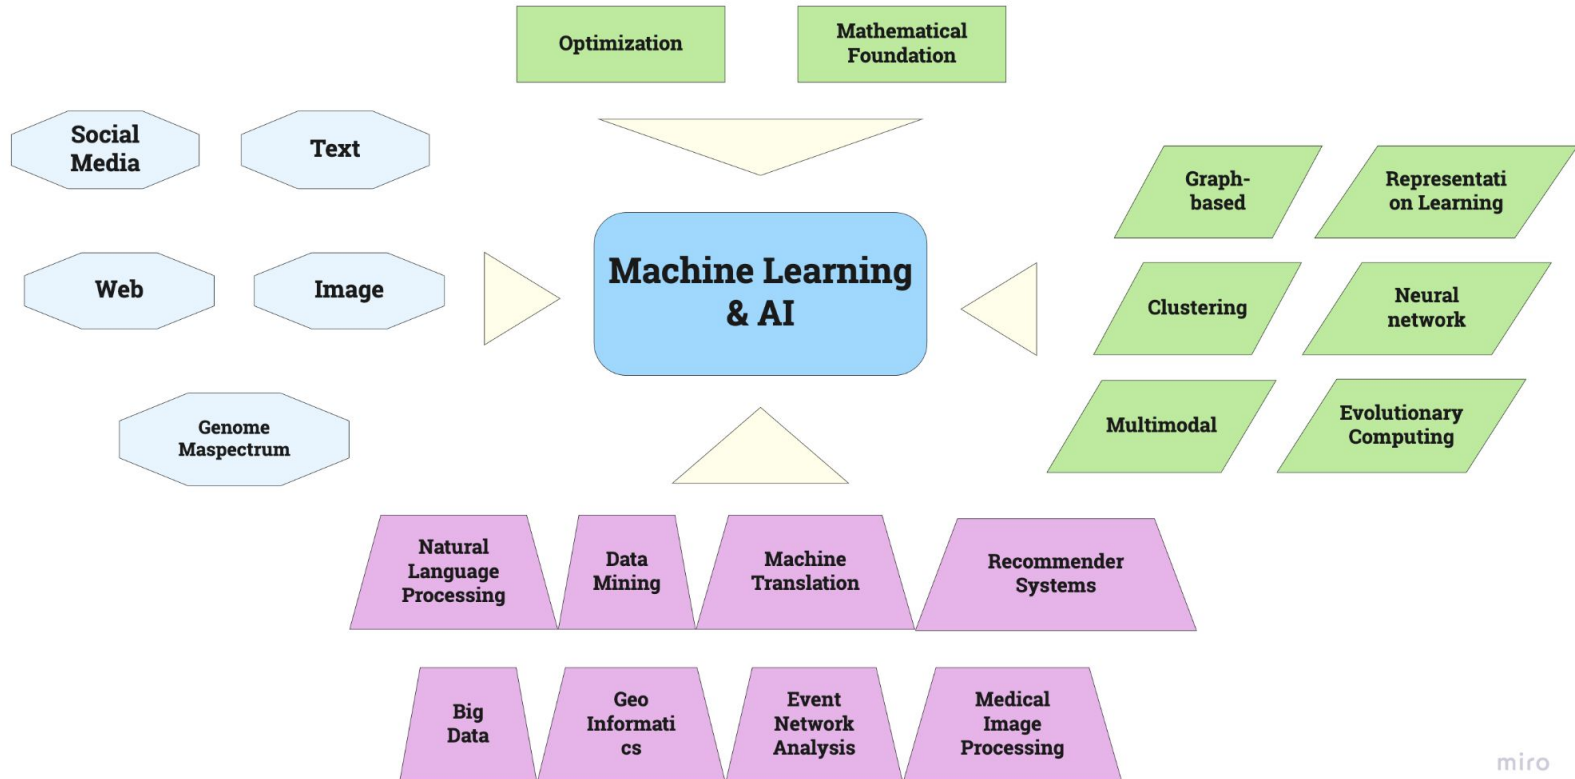 Optimization
Mathematical
Foundation
Social
Media
Text
Graph-
based
Representati
on Learning
Machine Learning
& AI
Web
Image
Clustering
Neural
network
Genome
Maspectrum
Multimodal
Evolutionary
Computing
Natural
Language
Processing
Data
Mining
Machine
Translation
Recommender
Systems
Big
Data
Geo
Informati
cs
Event
Network
Analysis
Medical
Image
Processing
miro